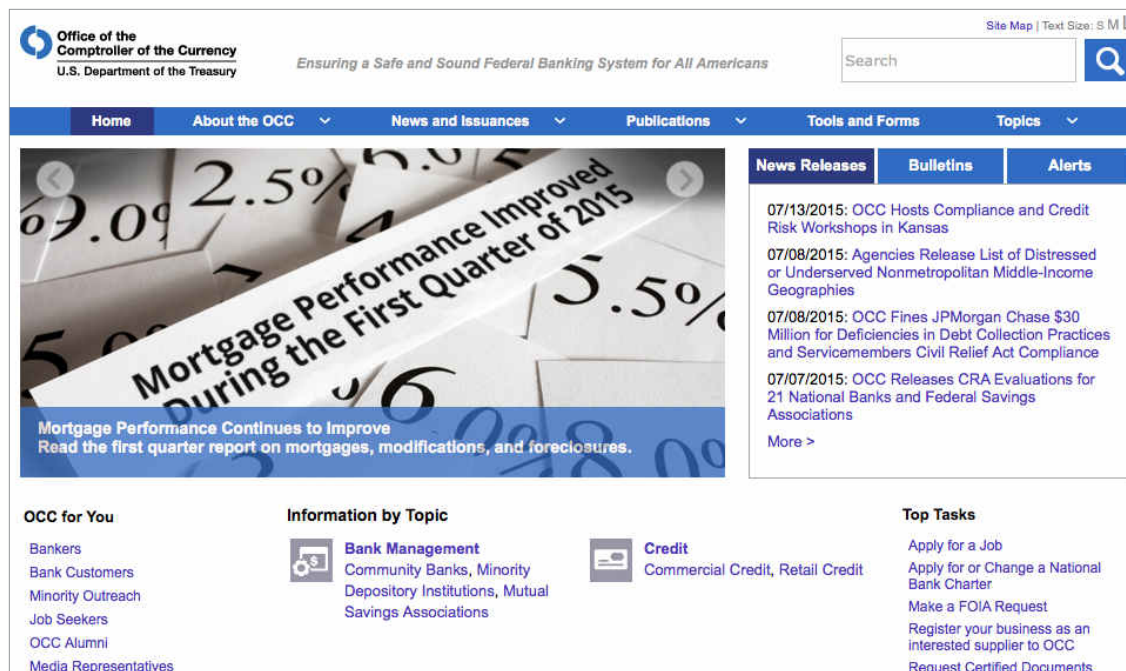 Office of the
Comptroller of the Currency
U.S. Department of the Treasury
Ensuring a Safe and Sound Federal Banking System for All Americans
Site Map | Text Size: S M L
Search
Home
About the OCC
News and Issuances
Publications
Tools and Forms
Topics
9.0%
2.5%
5.5%
Mortgage Performance Improved
During the First Quarter of 2015
Mortgage Performance Continues to Improve
Read the first quarter report on mortgages, modifications, and foreclosures.
News Releases
Bulletins
Alerts
07/13/2015: OCC Hosts Compliance and Credit
Risk Workshops in Kansas
07/08/2015: Agencies Release List of Distressed
or Underserved Nonmetropolitan Middle-Income
Geographies
07/08/2015: OCC Fines JPMorgan Chase $30
Million for Deficiencies in Debt Collection Practices
and Servicemembers Civil Relief Act Compliance
07/07/2015: OCC Releases CRA Evaluations for
21 National Banks and Federal Savings
Associations
More >
OCC for You
Bankers
Bank Customers
Minority Outreach
Job Seekers
OCC Alumni
Media Representatives
Information by Topic
Bank Management
Community Banks, Minority
Depository Institutions, Mutual
Savings Associations
Credit
Commercial Credit, Retail Credit
Top Tasks
Apply for a Job
Apply for or Change a National
Bank Charter
Make a FOIA Request
Register your business as an
interested supplier to OCC
Request Certified Documents